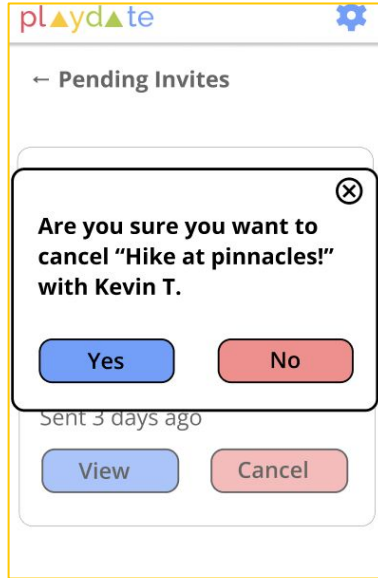 playdate
← Pending Invites
Are you sure you want to
cancel “Hike at pinnacles!”
with Kevin T.
Yes No
Sent 3 days ago
View Cancel